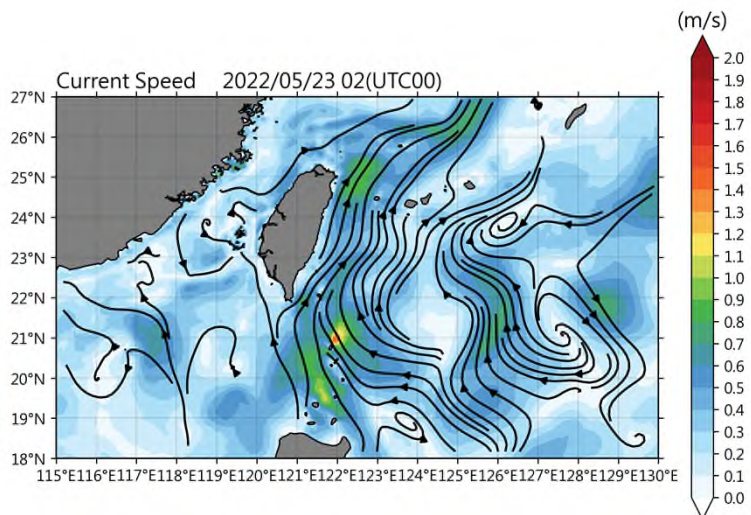 (m/s)
Current Speed 2022/05/23 02(UTC00)
2.0
1.9
1.8
1.7
1.6
1.5
1.4
1.3
1.2
1.1
1.0
0.9
0.8
0.7
0.6
0.5
0.4
0.3
0.2
0.1
0.0
27°N
26°N
25°N
24°N
23°N
22°N
21°N
20°N
19°N
18°N
115°E116°E117°E118°E119°E120°E121°E122°E123°E124°E125°E126°E127°E128°E129°E130°E